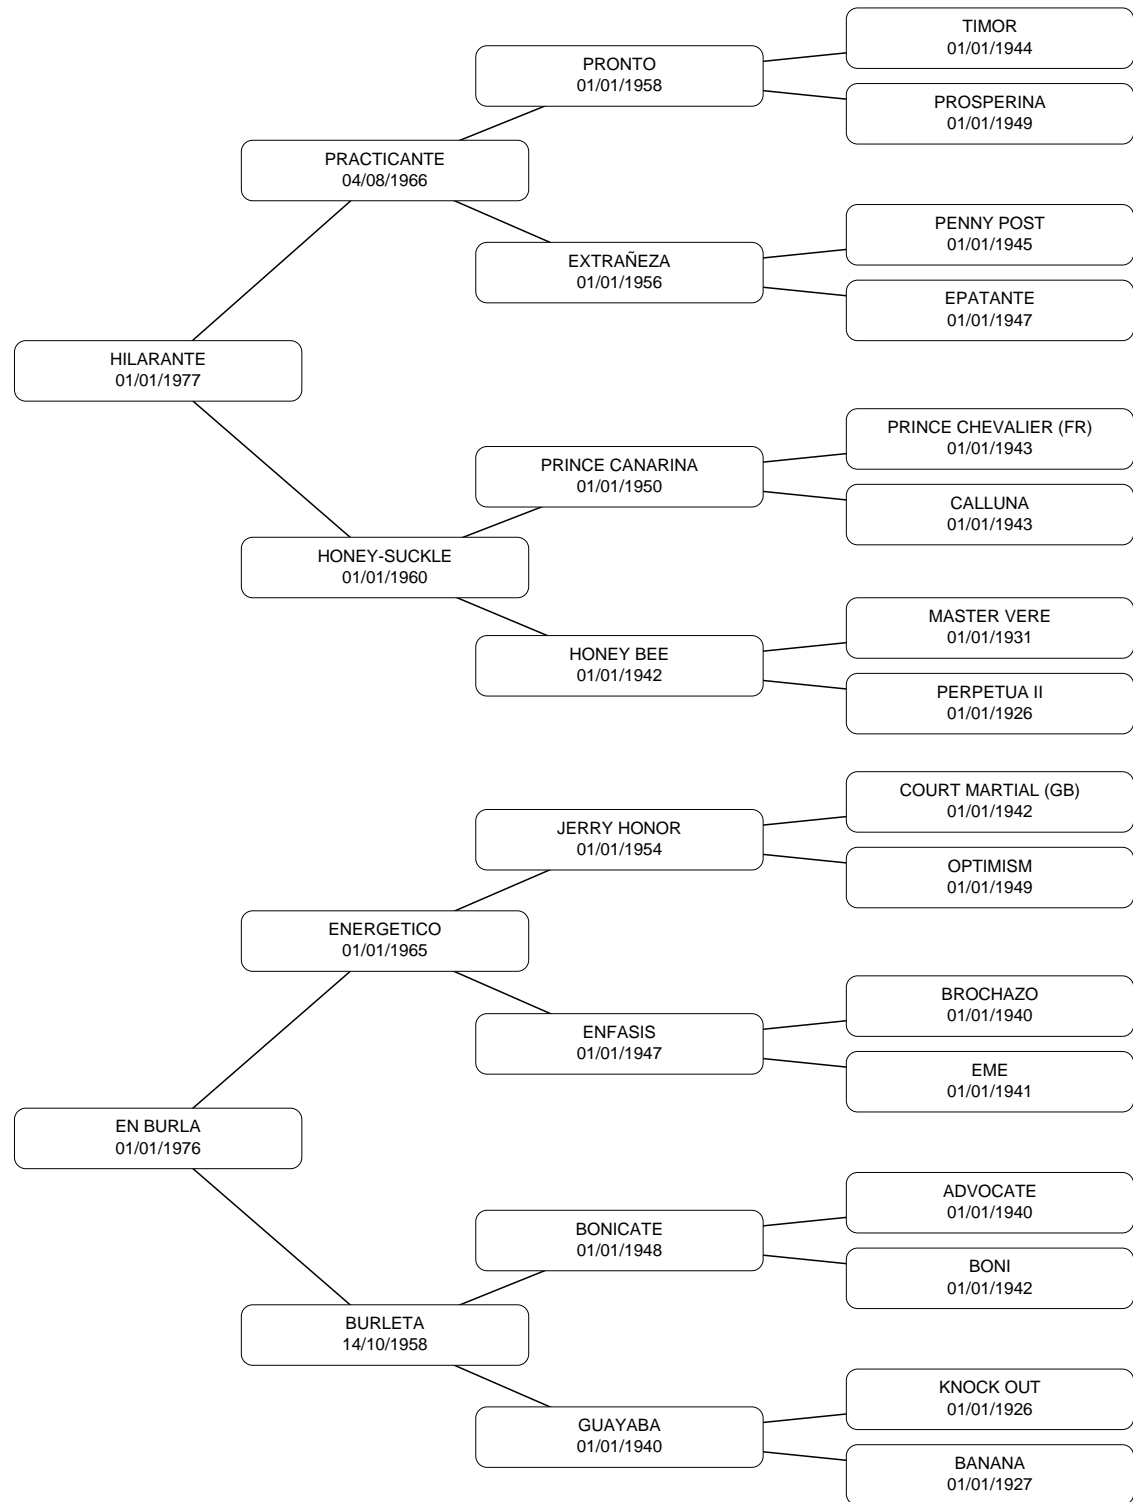 TIMOR
01/01/1944
PRONTO
01/01/1958
PROSPERINA
01/01/1949
PRACTICANTE
04/08/1966
PENNY POST
01/01/1945
EXTRAÑEZA
01/01/1956
EPATANTE
01/01/1947
HILARANTE
01/01/1977
PRINCE CHEVALIER (FR)
01/01/1943
PRINCE CANARINA
01/01/1950
CALLUNA
01/01/1943
HONEY-SUCKLE
01/01/1960
MASTER VERE
01/01/1931
HONEY BEE
01/01/1942
PERPETUA II
01/01/1926
COURT MARTIAL (GB)
01/01/1942
JERRY HONOR
01/01/1954
OPTIMISM
01/01/1949
ENERGETICO
01/01/1965
BROCHAZO
01/01/1940
ENFASIS
01/01/1947
EME
01/01/1941
EN BURLA
01/01/1976
ADVOCATE
01/01/1940
BONICATE
01/01/1948
BONI
01/01/1942
BURLETA
14/10/1958
KNOCK OUT
01/01/1926
GUAYABA
01/01/1940
BANANA
01/01/1927